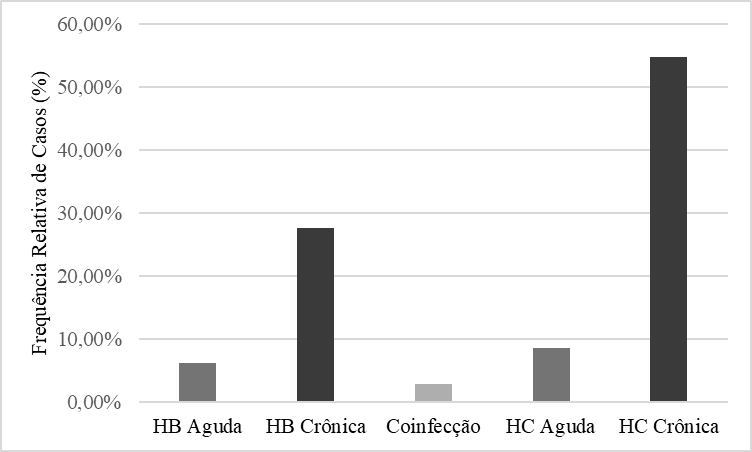 60,00%
50,00%
40,00%
30,00%
20,00%
10,00%
0,00%
Frequência Relativa de Casos (%)
HB Aguda
HB Crônica
Coinfecção
HC Aguda
HC Crônica